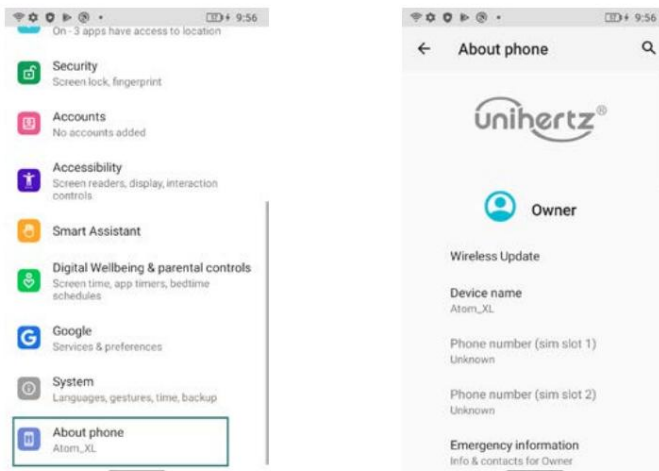 9:56
On - 3 apps have access to location
Security
Screen lock, fingerprint
Accounts
No accounts added
Accessibility
Screen readers, display, interaction
controls
Smart Assistant
Digital Wellbeing & parental controls
Screen time, app timers, bedtime
schedules
Google
Services & preferences
System
Languages, gestures, time, backup
About phone
Atom_XL
9:56
About phone
unihertz®
Owner
Wireless Update
Device name
Atom_XL
Phone number (sim slot 1)
Unknown
Phone number (sim slot 2)
Unknown
Emergency information
Info & contacts for Owner